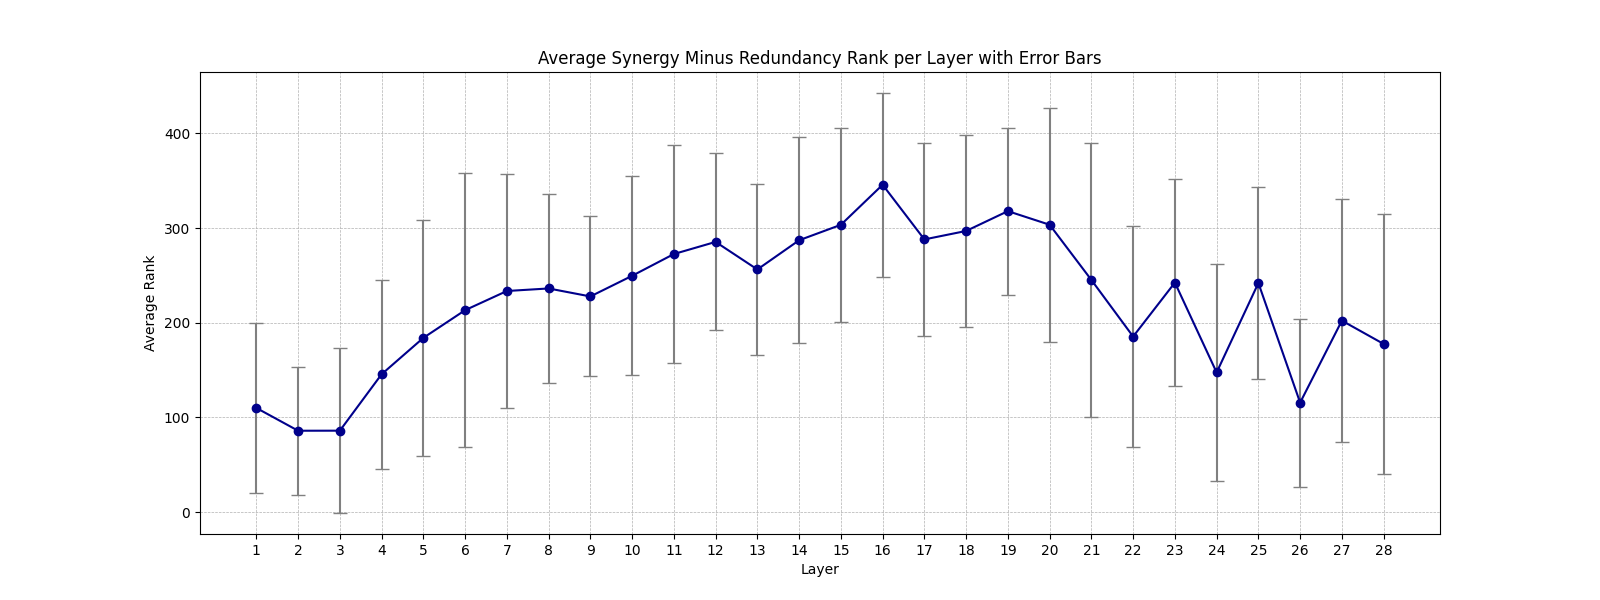 Average Synergy Minus Redundancy Rank per Layer with Error Bars
400
300
200
100
0
Average Rank
1 2 3 4 5 6 7 8 9 10 11 12 13 14 15 16 17 18 19 20 21 22 23 24 25 26 27 28
Layer